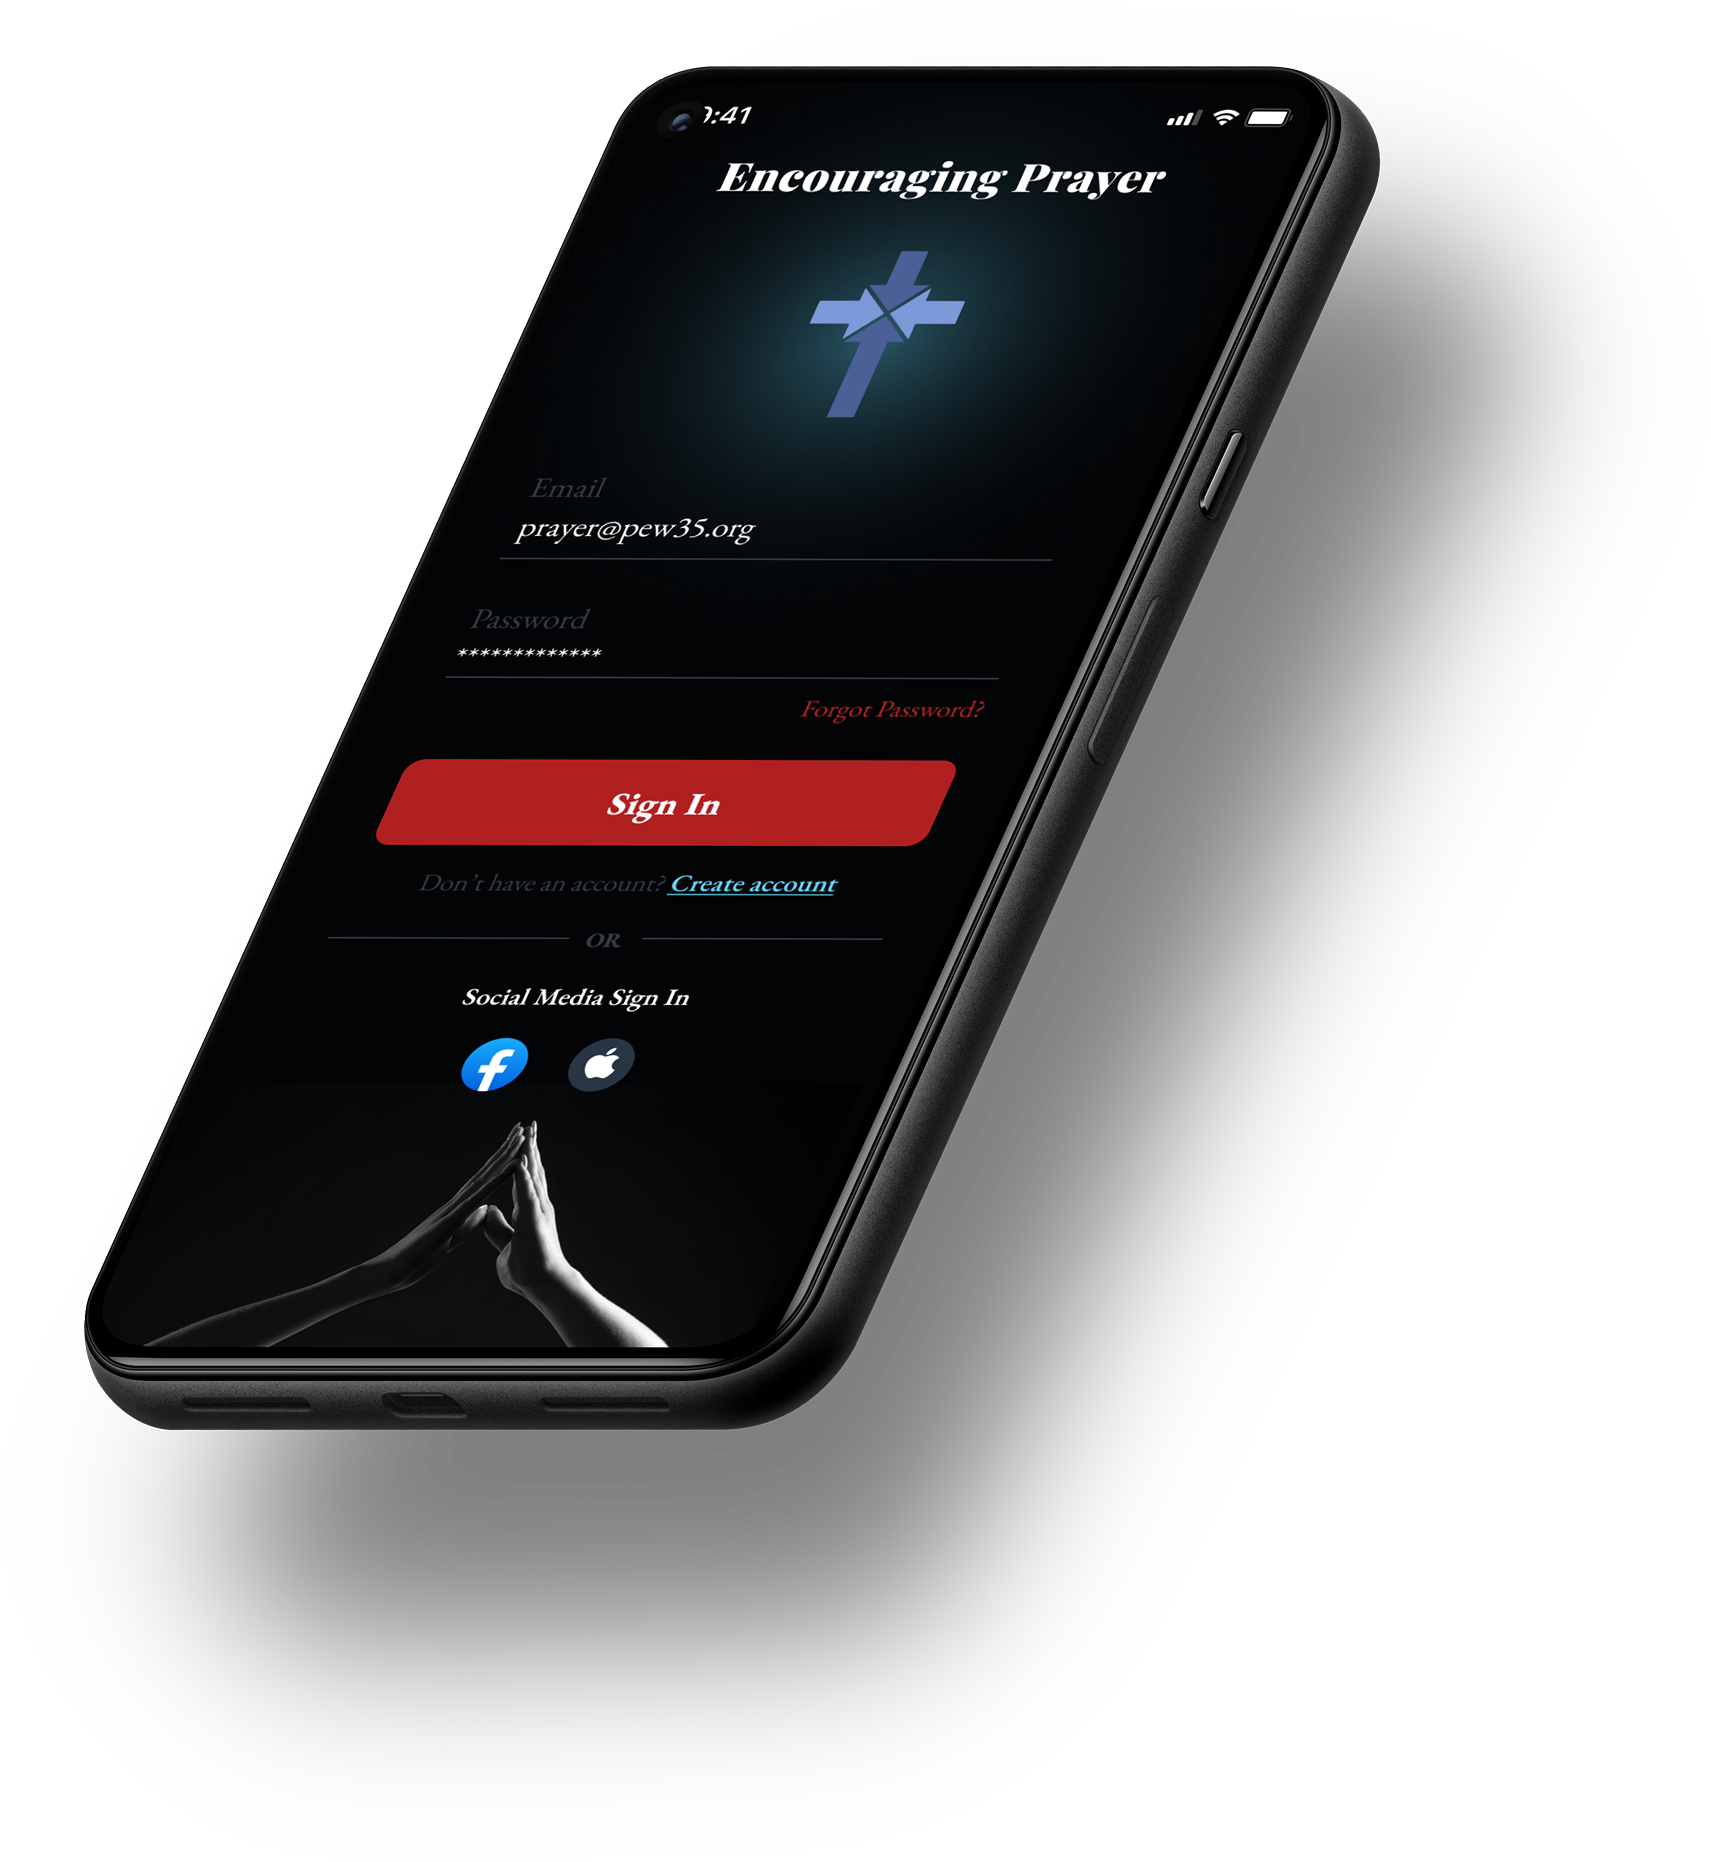 :41
Encouraging Prayer
Email
prayer@pew35.org
Password
*************
Forgot Password?
Sign In
Don't have an account? Create account
OR
Social Media Sign In